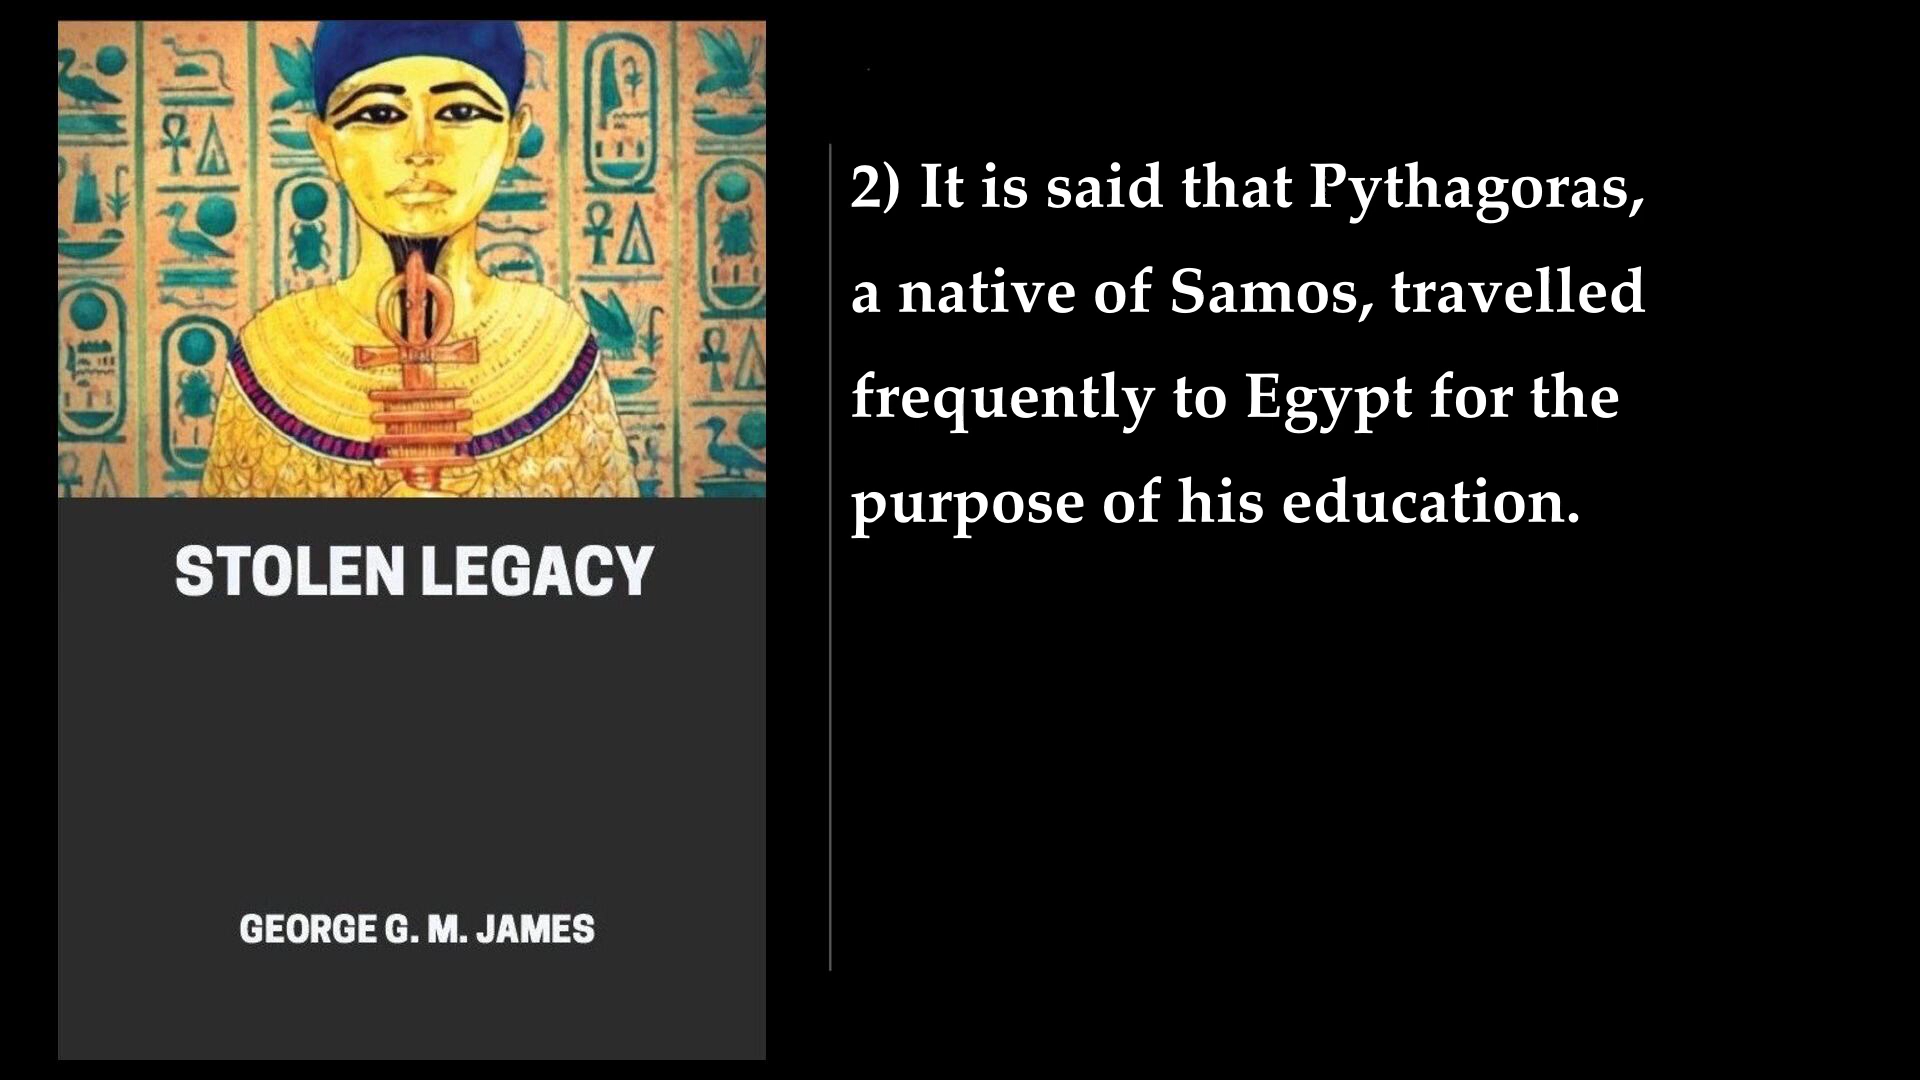 STOLEN LEGACY
GEORGE G. M. JAMES
2) It is said that Pythagoras,
a native of Samos, travelled
frequently to Egypt for the
purpose of his education.